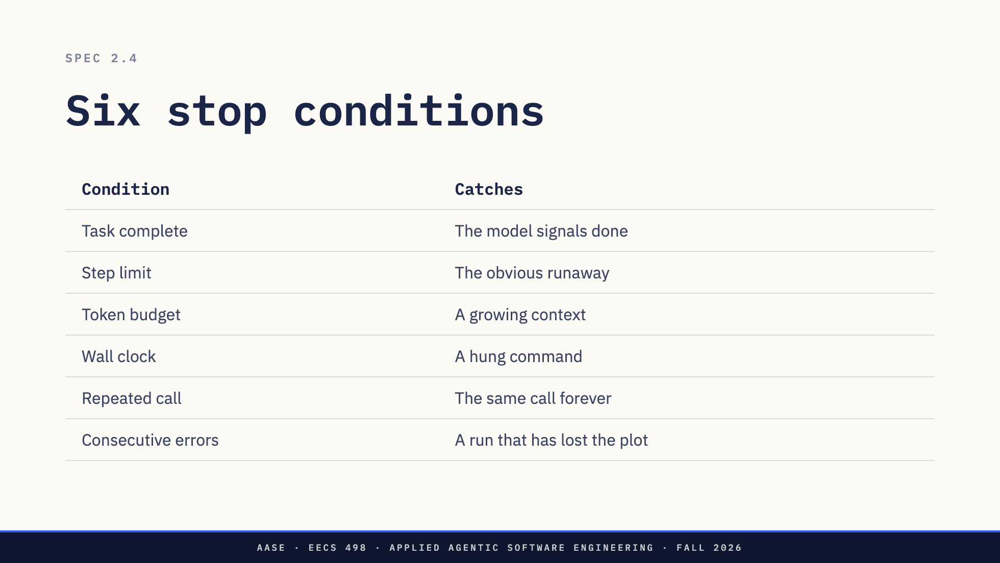 SPEC 2.4
Six stop conditions
Condition Catches
Task complete The model signals done
Step limit The obvious runaway
Token budget A growing context
Wall clock A hung command
Repeated call The same call forever
Consecutive errors A run that has lost the plot
AASE · EECS 498 · APPLIED AGENTIC SOFTWARE ENGINEERING · FALL 2026